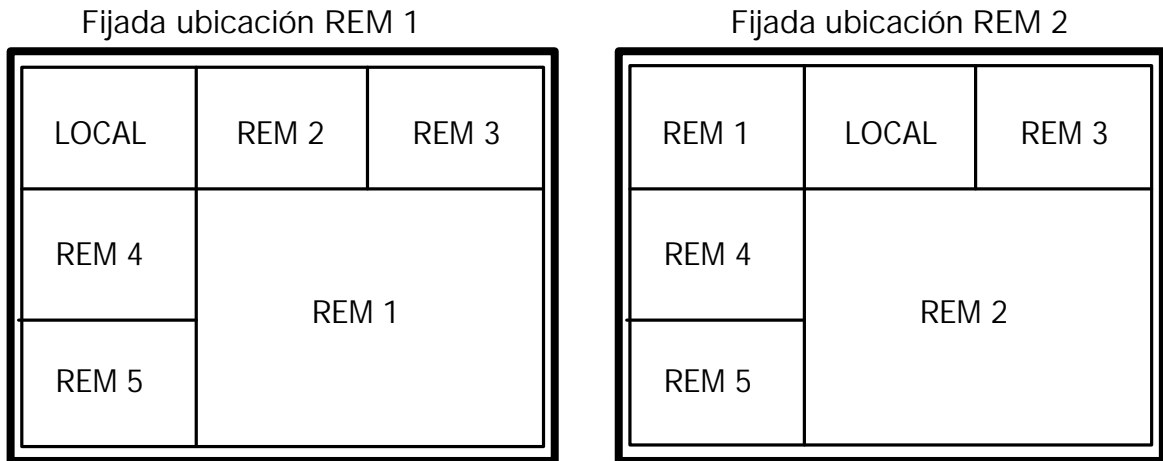 Fijada ubicación REM 1
LOCAL REM 2 REM 3
REM 4
REM 1
REM 5
Fijada ubicación REM 2
REM 1 LOCAL REM 3
REM 4
REM 2
REM 5